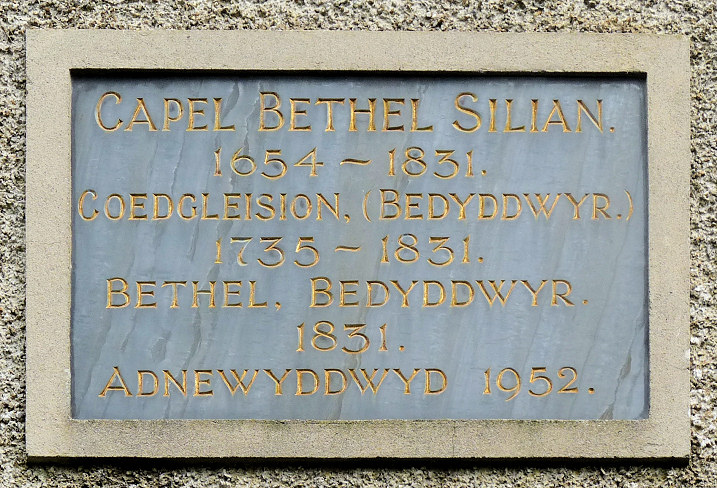 CAPEL BETHEL SILIAN.
1654 – 1831.
COEDGLEISION, (BEDYDDWYR.)
1735 – 1831.
BETHEL, BEDYDDWYR.
1831.
ADNEWYDDWYD 1952.